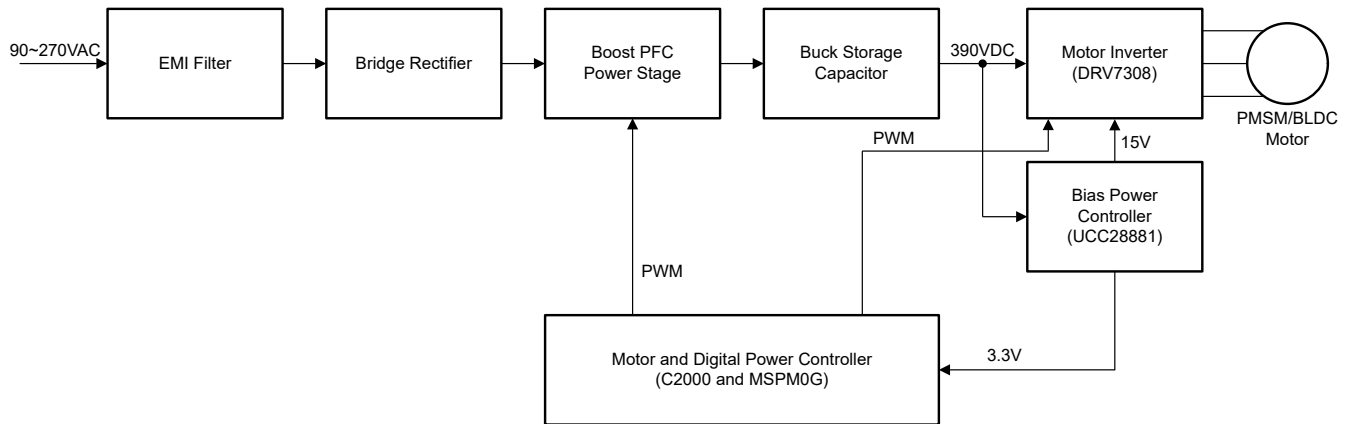 90~270VAC
EMI Filter
Bridge Rectifier
Boost PFC
Power Stage
Buck Storage
Capacitor
390VDC
Motor Inverter
(DRV7308)
PMSM/BLDC
Motor
PWM
15V
Bias Power
Controller
(UCC28881)
PWM
Motor and Digital Power Controller
(C2000 and MSPM0G)
3.3V